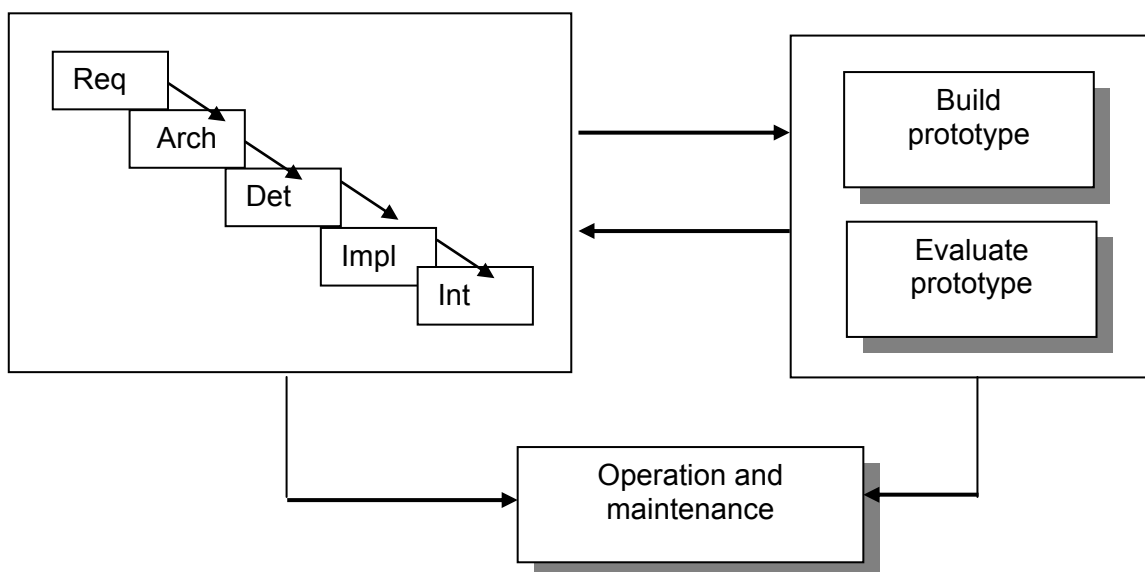 Req
Arch
Det
Impl
Int
Build
prototype
Evaluate
prototype
Operation and
maintenance